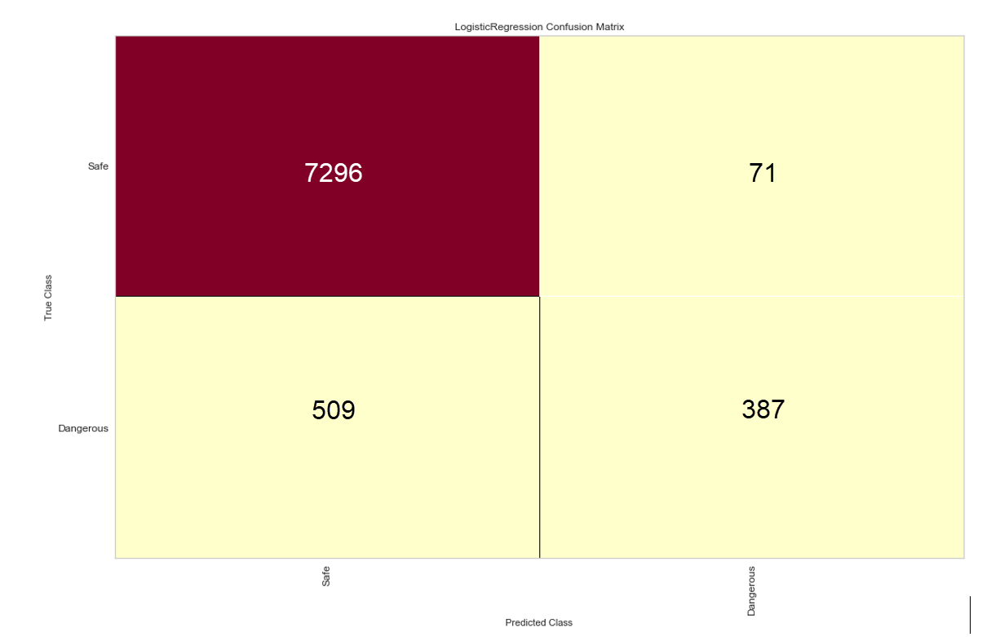 LogisticRegression Confusion Matrix
Safe
7296
71
True Class
Dangerous
509
387
Safe
Dangerous
Predicted Class